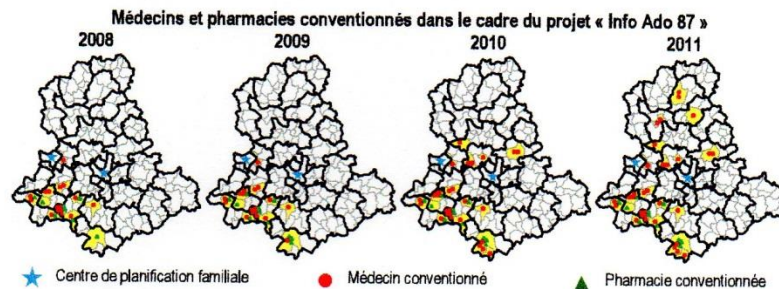 Médecins et pharmacies conventionnés dans le cadre du projet « Info Ado 87 »
2008 2009 2010 2011
Centre de planification familiale Médecin conventionné Pharmacie conventionnée